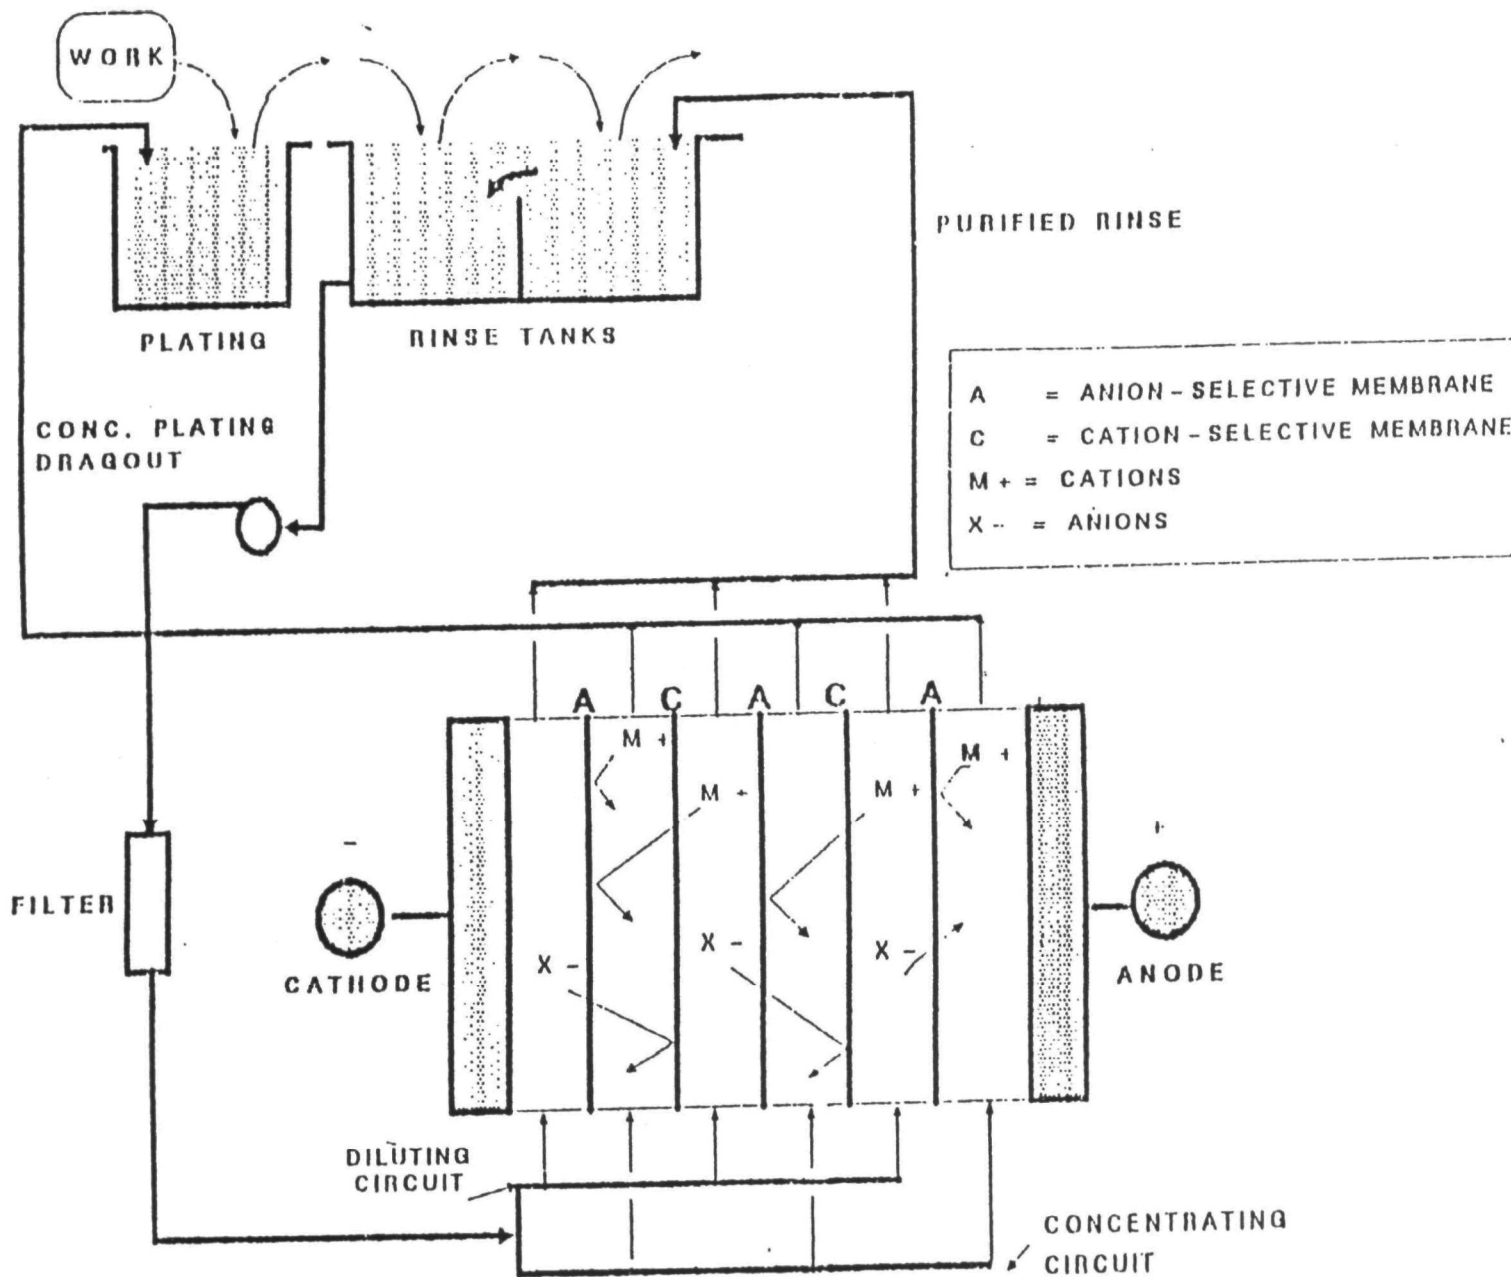 WORK
PURIFIED RINSE
PLATING
RINSE TANKS
A = ANION-SELECTIVE MEMBRANE
C = CATION-SELECTIVE MEMBRANE
M + = CATIONS
X - = ANIONS
CONC. PLATING
DRAGOUT
A C A C A
M +
M +
M +
M +
-
+
FILTER
X -
X -
X -
CATHODE
ANODE
DILUTING
CIRCUIT
CONCENTRATING
CIRCUIT